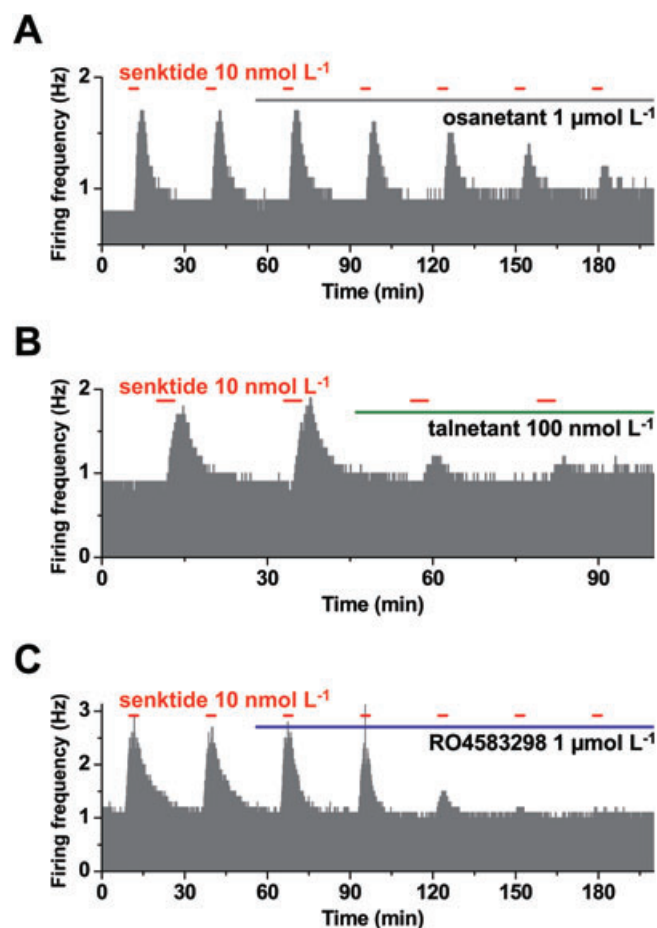 A
Firing frequency (Hz)
2
1
senktide 10 nmol L⁻¹
osanetant 1 µmol L⁻¹
0 30 60 90 120 150 180
Time (min)
B
Firing frequency (Hz)
2
1
0
senktide 10 nmol L⁻¹
talnetant 100 nmol L⁻¹
0 30 60 90
Time (min)
C
Firing frequency (Hz)
3
2
1
0
senktide 10 nmol L⁻¹
RO4583298 1 µmol L⁻¹
0 30 60 90 120 150 180
Time (min)